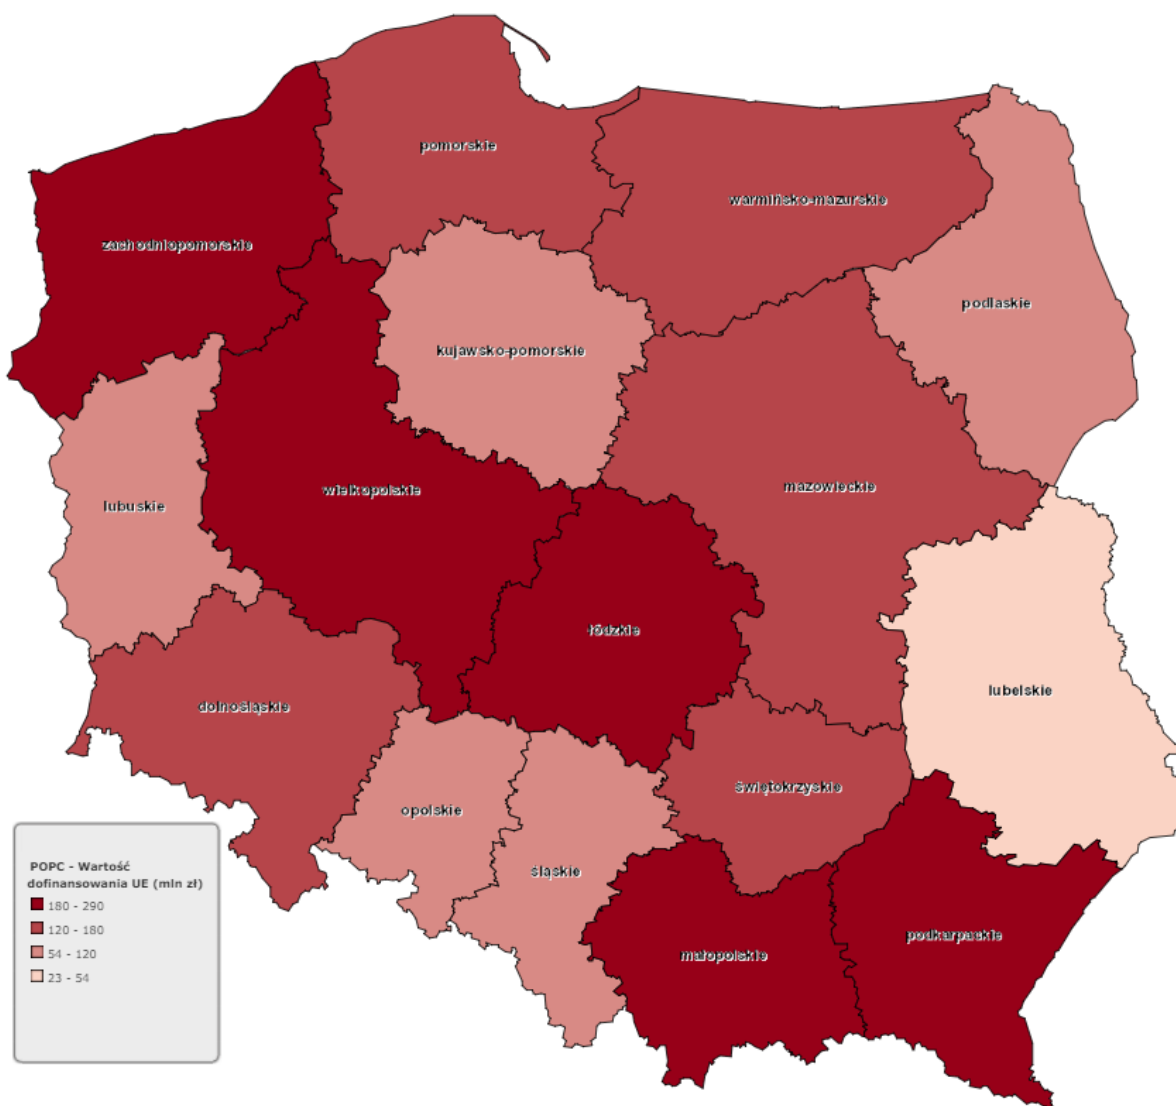 pomorskie
warmińsko-mazurskie
zachodniopomorskie
podlaskie
kujawsko-pomorskie
mazowieckie
wielkopolskie
lubuskie
łódzkie
lubelskie
dolnośląskie
świętokrzyskie
opolskie
śląskie
podkarpackie
małopolskie
POPC - Wartość
dofinansowania UE (mln zł)
180 - 290
120 - 180
54 - 120
23 - 54